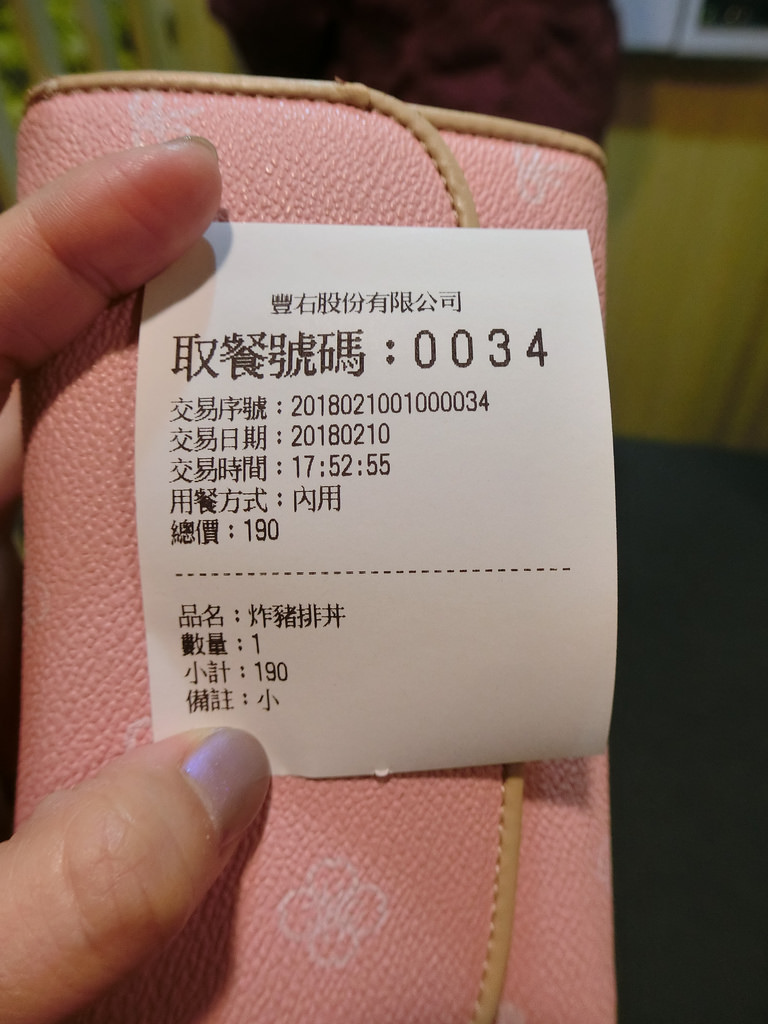 豐右股份有限公司
取餐號碼：0034
交易序號：2018021001000034
交易日期：20180210
交易時間：17:52:55
用餐方式：內用
總價：190
品名：炸豬排丼
數量：1
小計：190
備註：小